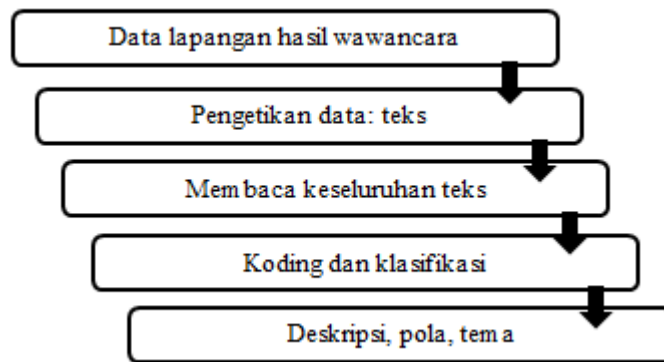 Data lapangan hasil wawancara
Pengetikan data: teks
Membaca keseluruhan teks
Koding dan klasifikasi
Deskripsi, pola, tema